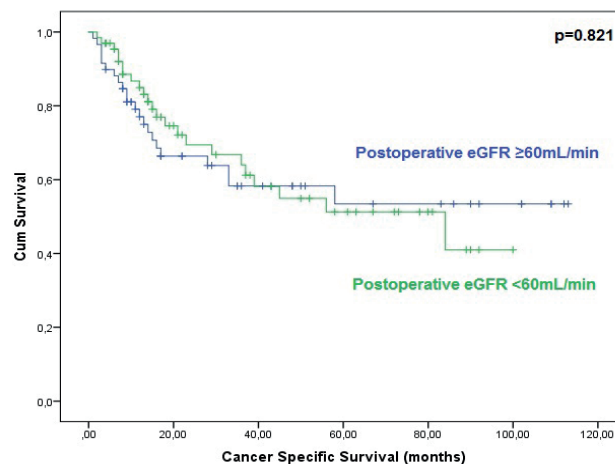 p=0.821
1,0
0,8
0,6
0,4
0,2
0,0
Cum Survival
Postoperative eGFR ≥60mL/min
Postoperative eGFR <60mL/min
,00 20,00 40,00 60,00 80,00 100,00 120,00
Cancer Specific Survival (months)